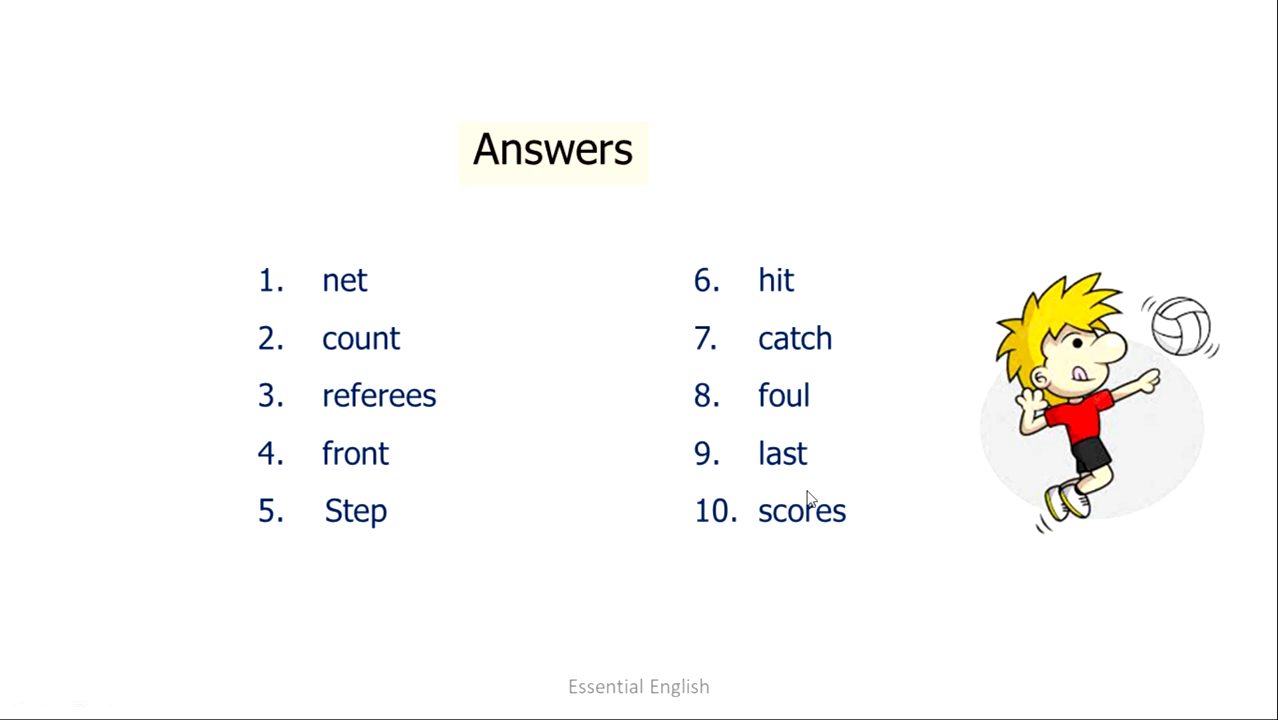 Answers
1. net
2. count
3. referees
4. front
5. Step
6. hit
7. catch
8. foul
9. last
10. scores
Essential English